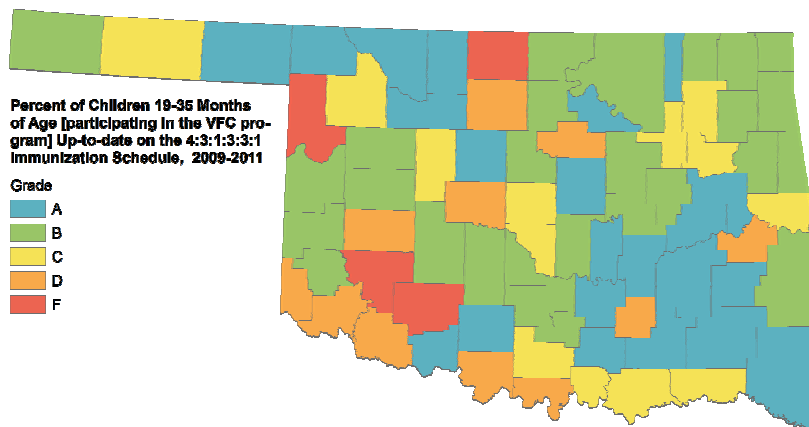 Percent of Children 19-35 Months
of Age [participating in the VFC pro-
gram] Up-to-date on the 4:3:1:3:3:1
Immunization Schedule, 2009-2011
Grade
A
B
C
D
F